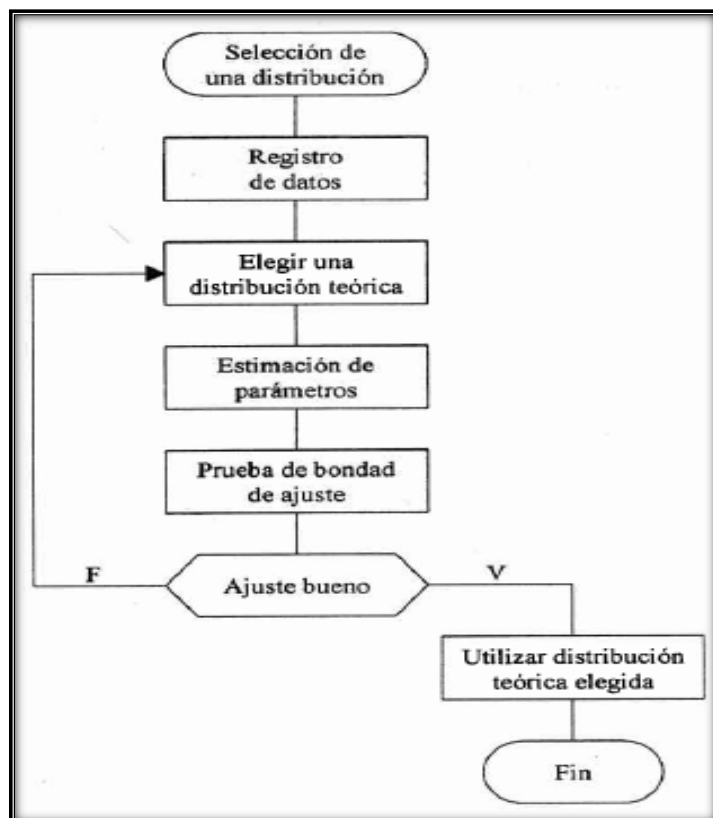 Selección de
una distribución
Registro
de datos
Elegir una
distribución teórica
Estimación de
parámetros
Prueba de bondad
de ajuste
F
Ajuste bueno
V
Utilizar distribución
teórica elegida
Fin